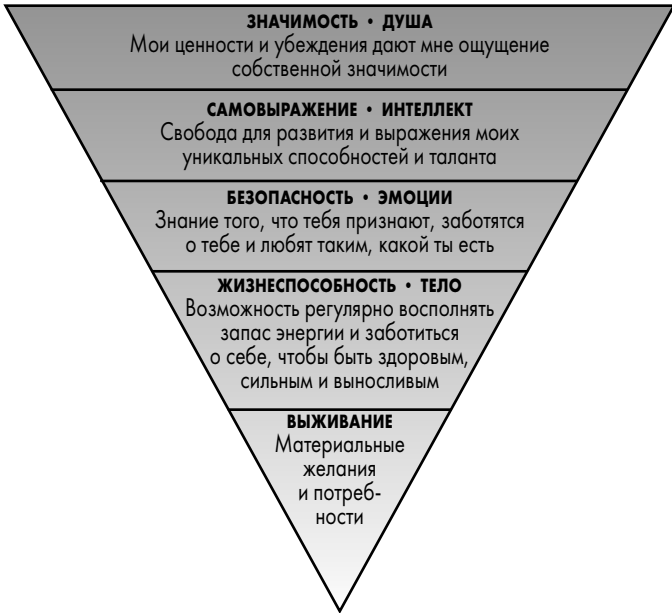 ЗНАЧИМОСТЬ • ДУША
Мои ценности и убеждения дают мне ощущение
собственной значимости
САМОВЫРАЖЕНИЕ • ИНТЕЛЛЕКТ
Свобода для развития и выражения моих
уникальных способностей и таланта
БЕЗОПАСНОСТЬ • ЭМОЦИИ
Знание того, что тебя признают, заботятся
о тебе и любят таким, какой ты есть
ЖИЗНЕСПОСОБНОСТЬ • ТЕЛО
Возможность регулярно восполнять
запас энергии и заботиться
о себе, чтобы быть здоровым,
сильным и выносливым
ВЫЖИВАНИЕ
Материальные
желания
и потреб-
ности